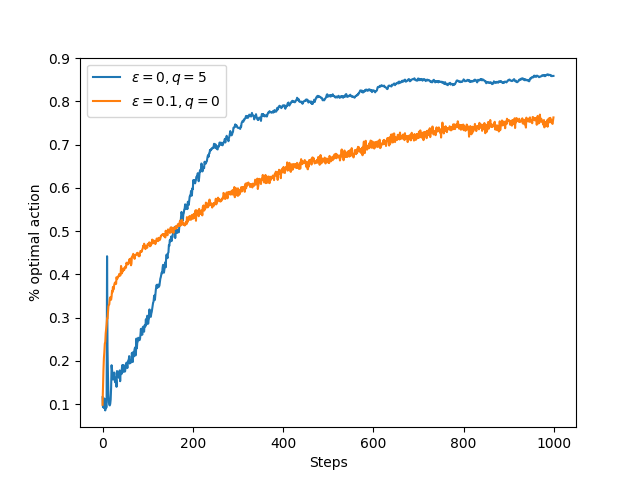 0.9
0.8
0.7
0.6
0.5
0.4
0.3
0.2
0.1
% optimal action
ε = 0, q = 5
ε = 0.1, q = 0
0 200 400 600 800 1000
Steps